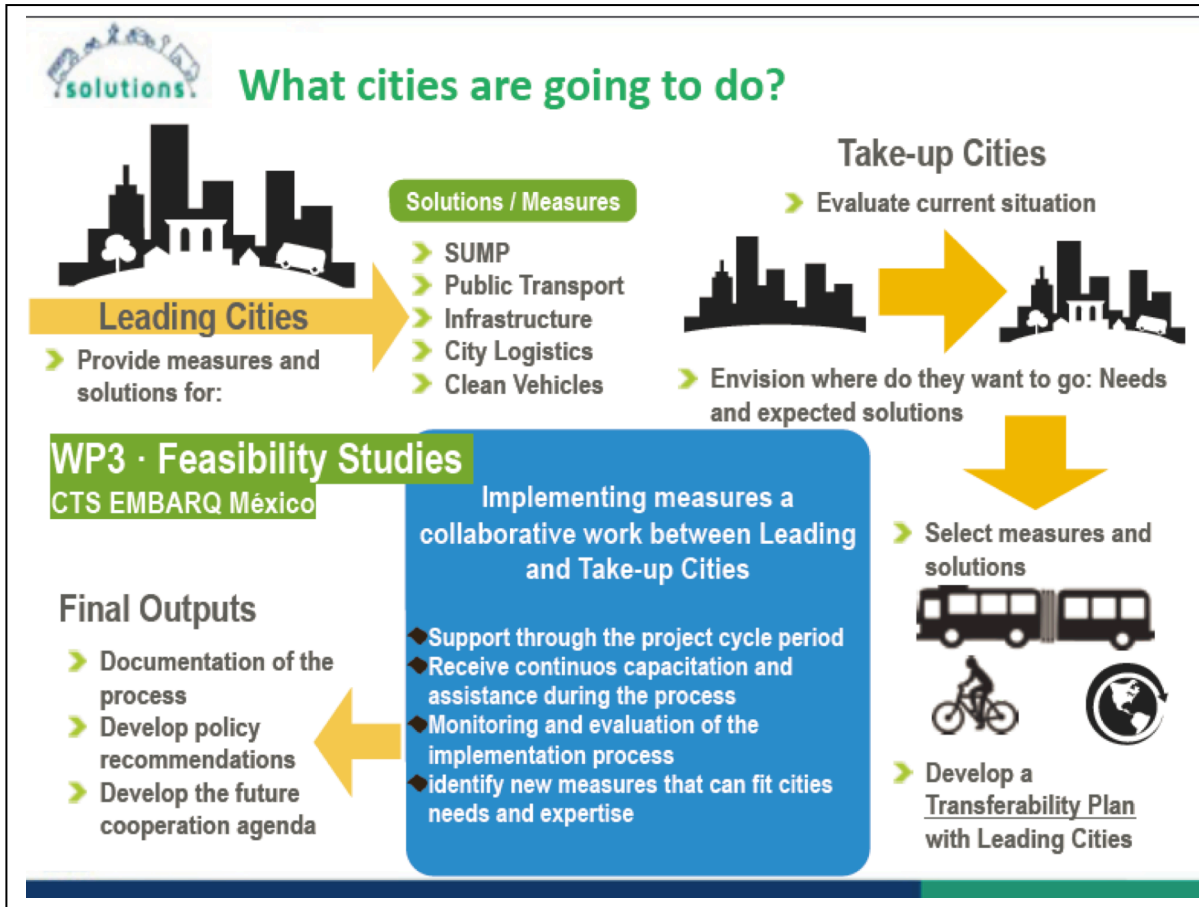 solutions
What cities are going to do?
Leading Cities
Provide measures and
solutions for:
Solutions / Measures
SUMP
Public Transport
Infrastructure
City Logistics
Clean Vehicles
Take-up Cities
Evaluate current situation
Envision where do they want to go: Needs
and expected solutions
Select measures and
solutions
Develop a
Transferability Plan
with Leading Cities
WP3 · Feasibility Studies
CTS EMBARQ México
Implementing measures a
collaborative work between Leading
and Take-up Cities
Support through the project cycle period
Receive continuos capacitation and
assistance during the process
Monitoring and evaluation of the
implementation process
identify new measures that can fit cities
needs and expertise
Final Outputs
Documentation of the
process
Develop policy
recommendations
Develop the future
cooperation agenda